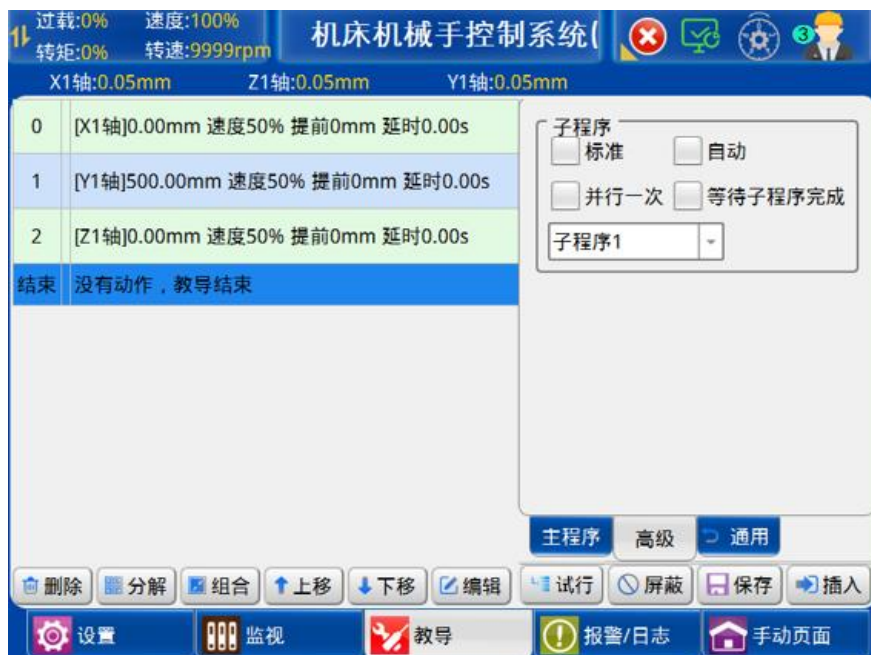 过载:0% 速度:100%
转矩:0% 转速:9999rpm
机床机械手控制系统(
3
X1轴:0.05mm Z1轴:0.05mm Y1轴:0.05mm
0 [X1轴]0.00mm 速度50% 提前0mm 延时0.00s
1 [Y1轴]500.00mm 速度50% 提前0mm 延时0.00s
2 [Z1轴]0.00mm 速度50% 提前0mm 延时0.00s
结束 没有动作，教导结束
子程序
标准 自动
并行一次 等待子程序完成
子程序1
主程序 高级 通用
删除 分解 组合 上移 下移 编辑 试行 屏蔽 保存 插入
设置 监视 教导 报警/日志 手动页面